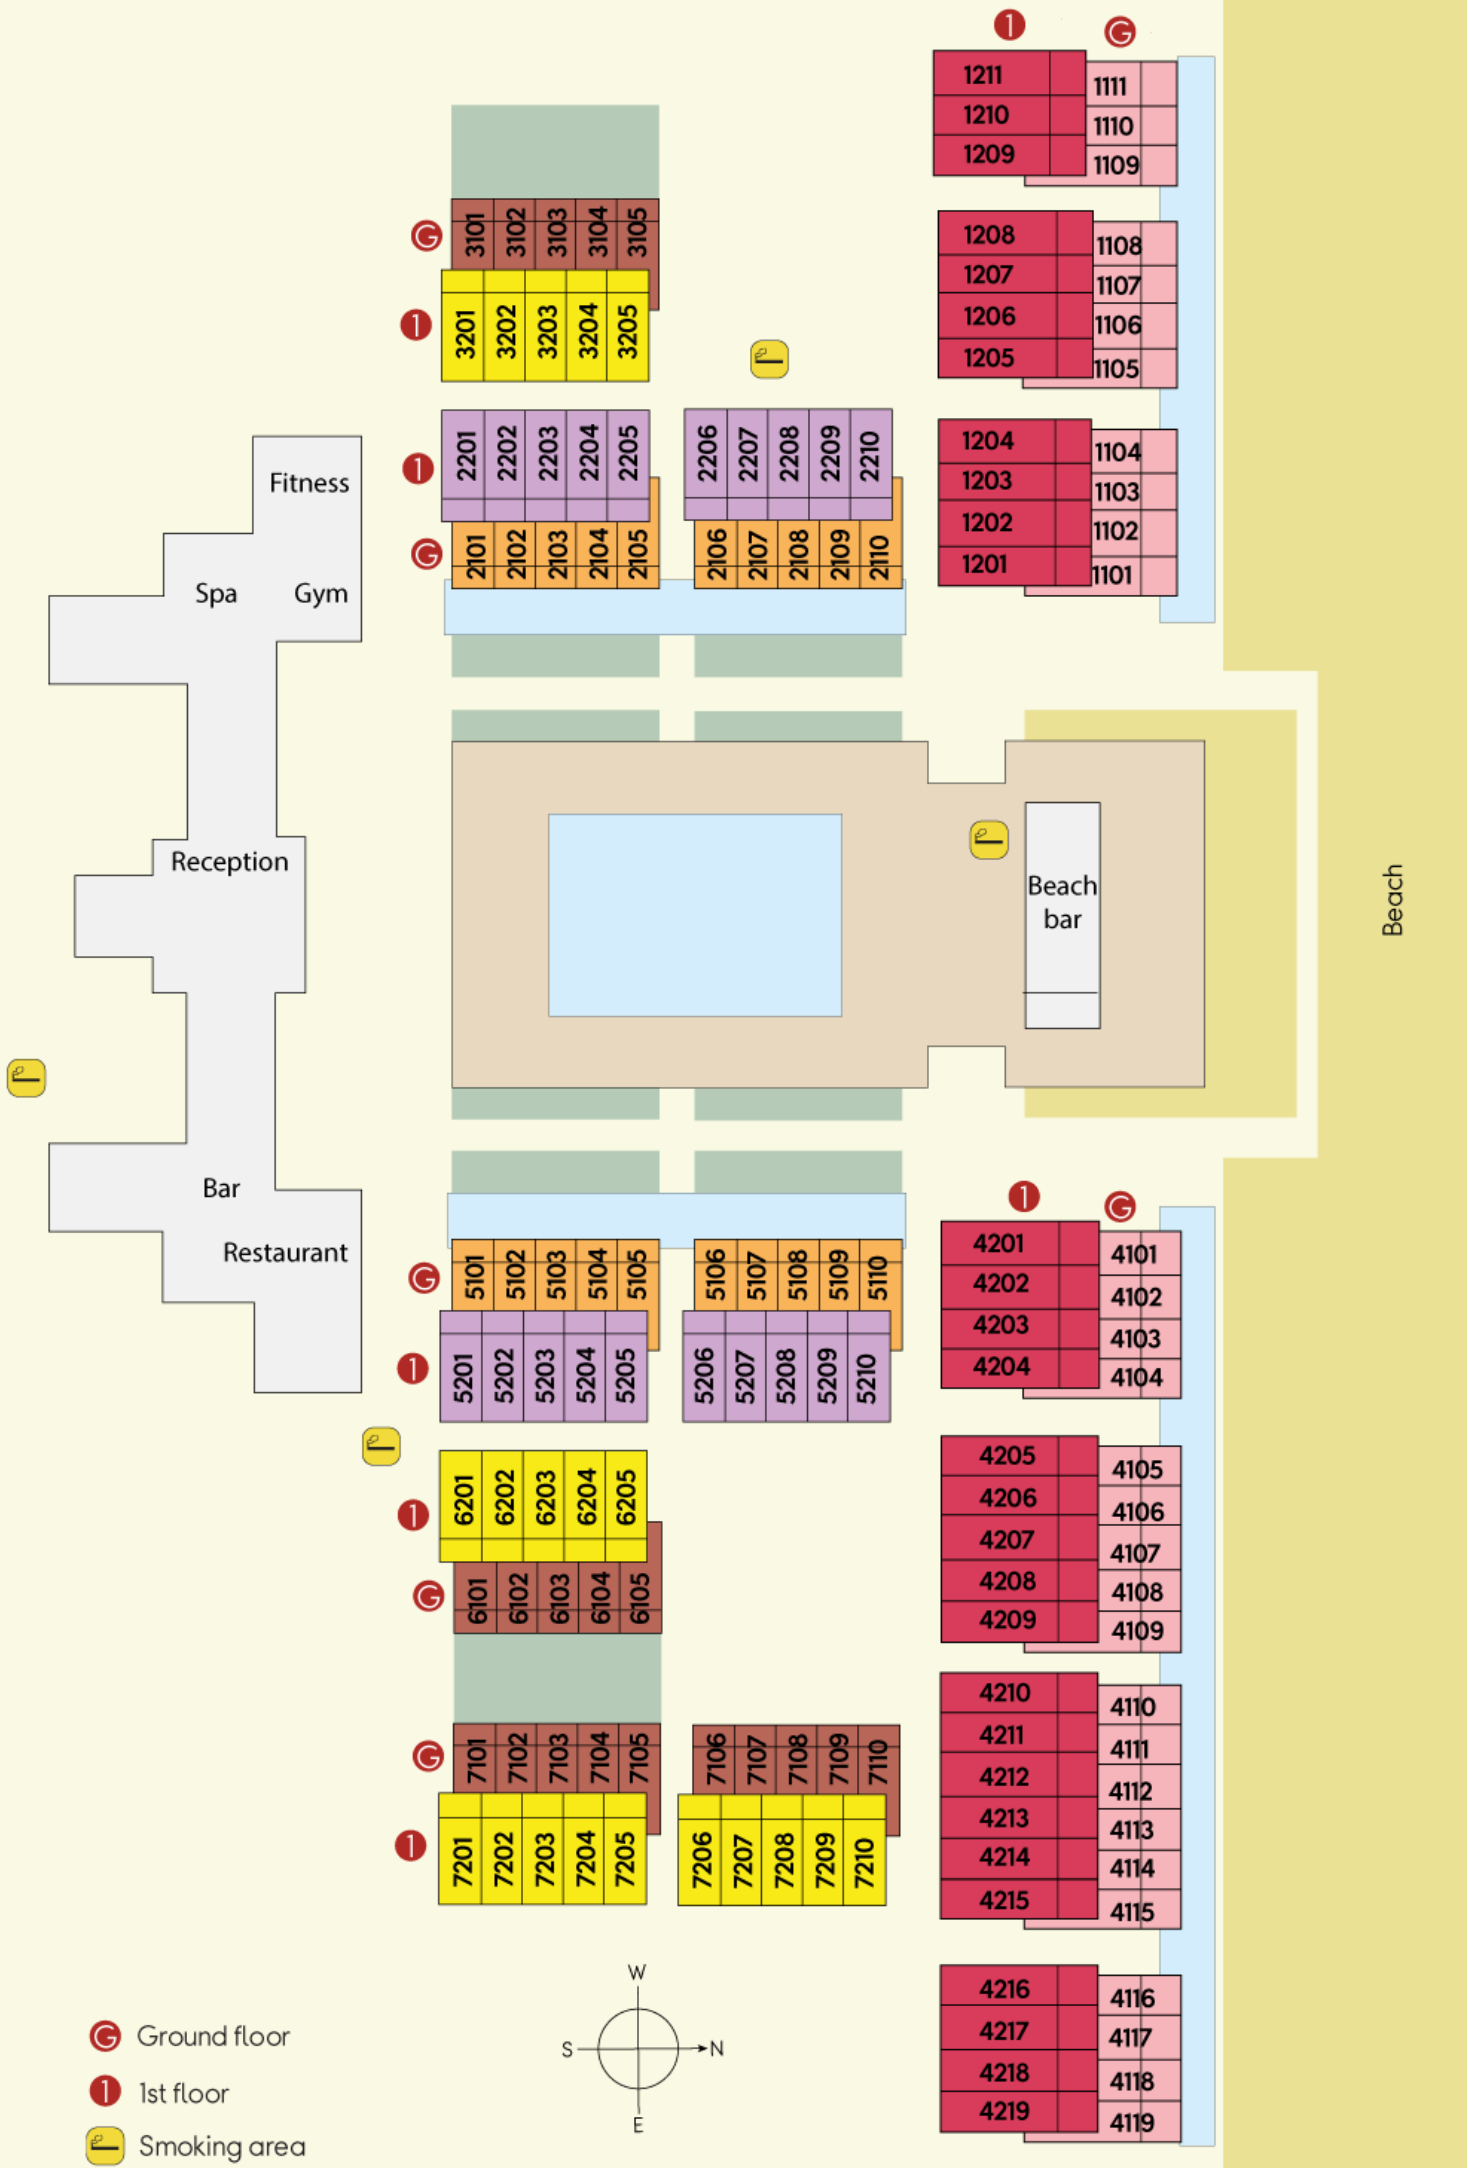 1 G
1211 1111
1210 1110
1209 1109
G 3101 3102 3103 3104 3105
1208 1108
1207 1107
1 3201 3202 3203 3204 3205
1206 1106
1205 1105
1 2201 2202 2203 2204 2205 2206 2207 2208 2209 2210
1204 1104
1203 1103
G 2101 2102 2103 2104 2105 2106 2107 2108 2109 2110
1202 1102
1201 1101
Fitness
Spa Gym
Reception
Beach
bar
Beach
Bar
Restaurant
1 G
4201 4101
4202 4102
4203 4103
4204 4104
G 5101 5102 5103 5104 5105 5106 5107 5108 5109 5110
1 5201 5202 5203 5204 5205 5206 5207 5208 5209 5210
4205 4105
4206 4106
4207 4107
4208 4108
4209 4109
1 6201 6202 6203 6204 6205
G 6101 6102 6103 6104 6105
4210 4110
4211 4111
4212 4112
4213 4113
4214 4114
4215 4115
G 7101 7102 7103 7104 7105 7106 7107 7108 7109 7110
1 7201 7202 7203 7204 7205 7206 7207 7208 7209 7210
4216 4116
4217 4117
4218 4118
4219 4119
W
S N
E
G Ground floor
1 1st floor
Smoking area